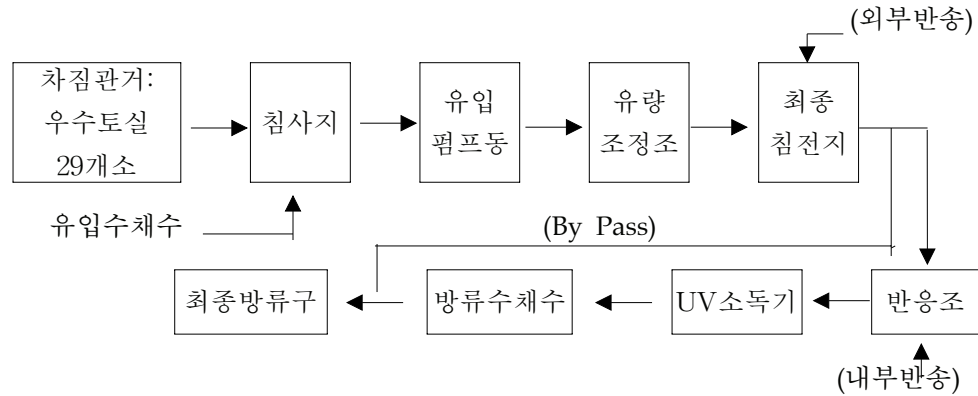 (외부반송)
차짐관거:
우수토실
29개소
침사지
유입
펌프동
유량
조정조
최종
침전지
유입수채수
(By Pass)
최종방류구
방류수채수
UV소독기
반응조
(내부반송)